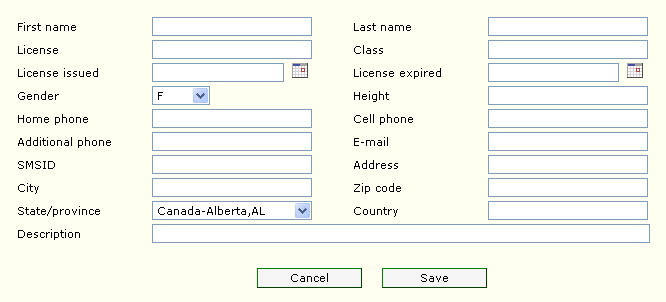 First name Last name
License Class
License issued License expired
Gender F Height
Home phone Cell phone
Additional phone E-mail
SMSID Address
City Zip code
State/province Canada-Alberta,AL Country
Description
Cancel Save